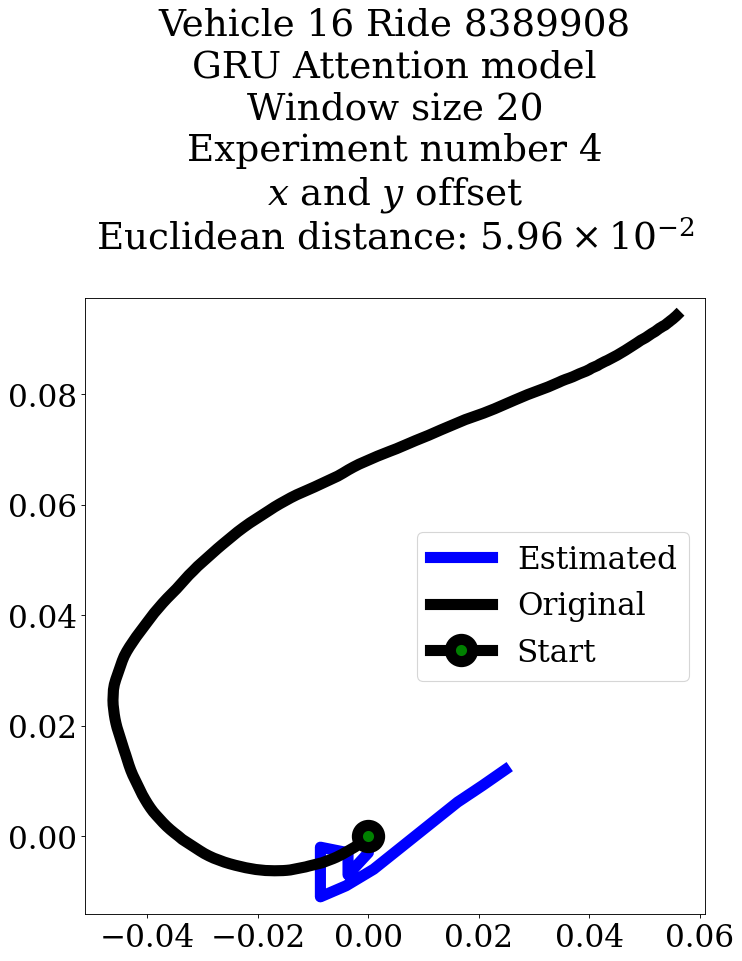 Vehicle 16 Ride 8389908
GRU Attention model
Window size 20
Experiment number 4
x and y offset
Euclidean distance: 5.96 × 10⁻²
0.08
0.06
0.04
0.02
0.00
Estimated
Original
Start
−0.04 −0.02 0.00 0.02 0.04 0.06